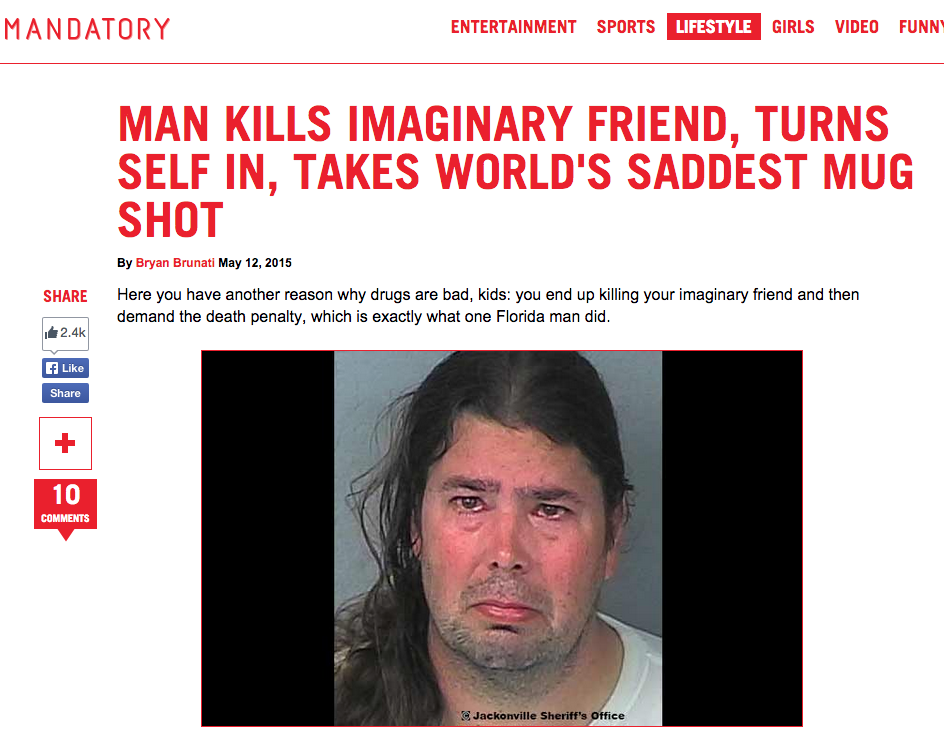 MANDATORY
ENTERTAINMENT SPORTS LIFESTYLE GIRLS VIDEO FUNNY
MAN KILLS IMAGINARY FRIEND, TURNS
SELF IN, TAKES WORLD'S SADDEST MUG
SHOT
By Bryan Brunati May 12, 2015
Here you have another reason why drugs are bad, kids: you end up killing your imaginary friend and then
demand the death penalty, which is exactly what one Florida man did.
SHARE
2.4k
Like
Share
10
COMMENTS
Jackonville Sheriff's Office